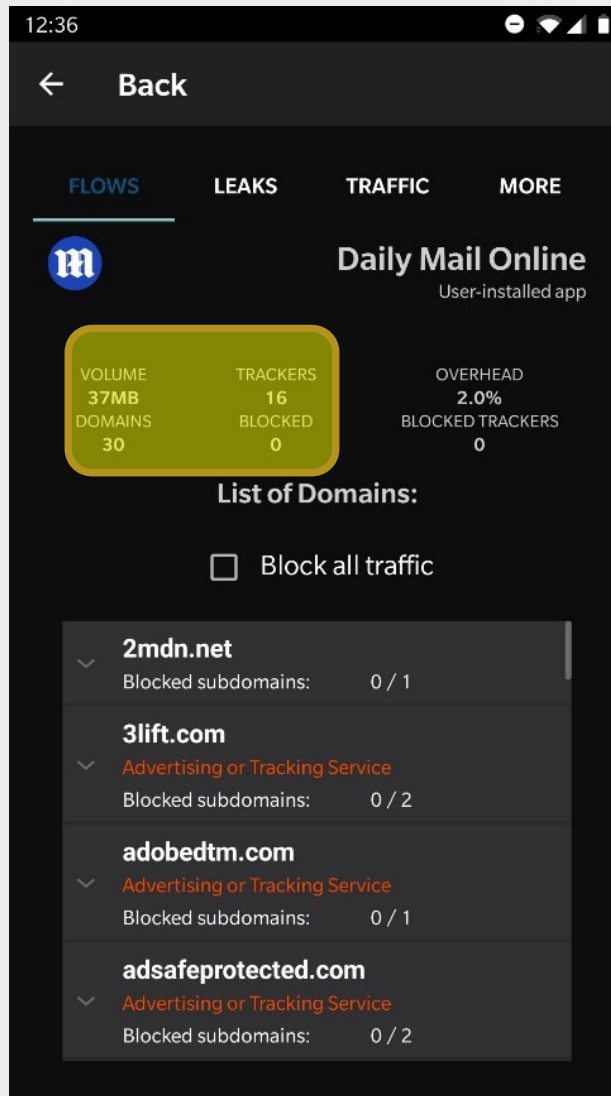 12:36
Back
FLOWS LEAKS TRAFFIC MORE
m
Daily Mail Online
User-installed app
VOLUME TRACKERS OVERHEAD
37MB 16 2.0%
DOMAINS BLOCKED BLOCKED TRACKERS
30 0 0
List of Domains:
Block all traffic
2mdn.net
Blocked subdomains: 0 / 1
3lift.com
Advertising or Tracking Service
Blocked subdomains: 0 / 2
adobedtm.com
Advertising or Tracking Service
Blocked subdomains: 0 / 1
adsafeprotected.com
Advertising or Tracking Service
Blocked subdomains: 0 / 2